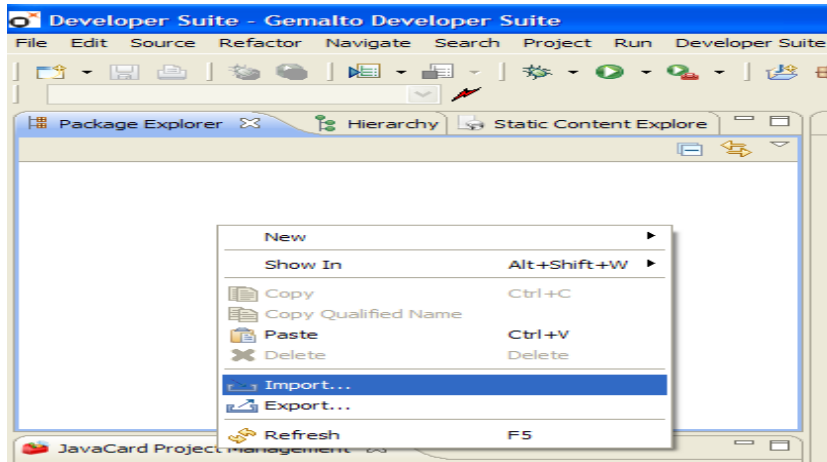 Developer Suite - Gemalto Developer Suite
File Edit Source Refactor Navigate Search Project Run Developer Suite
Package Explorer Hierarchy Static Content Explore
New
Show In Alt+Shift+W
Copy Ctrl+C
Copy Qualified Name
Paste Ctrl+V
Delete Delete
Import...
Export...
Refresh F5
JavaCard Project Management